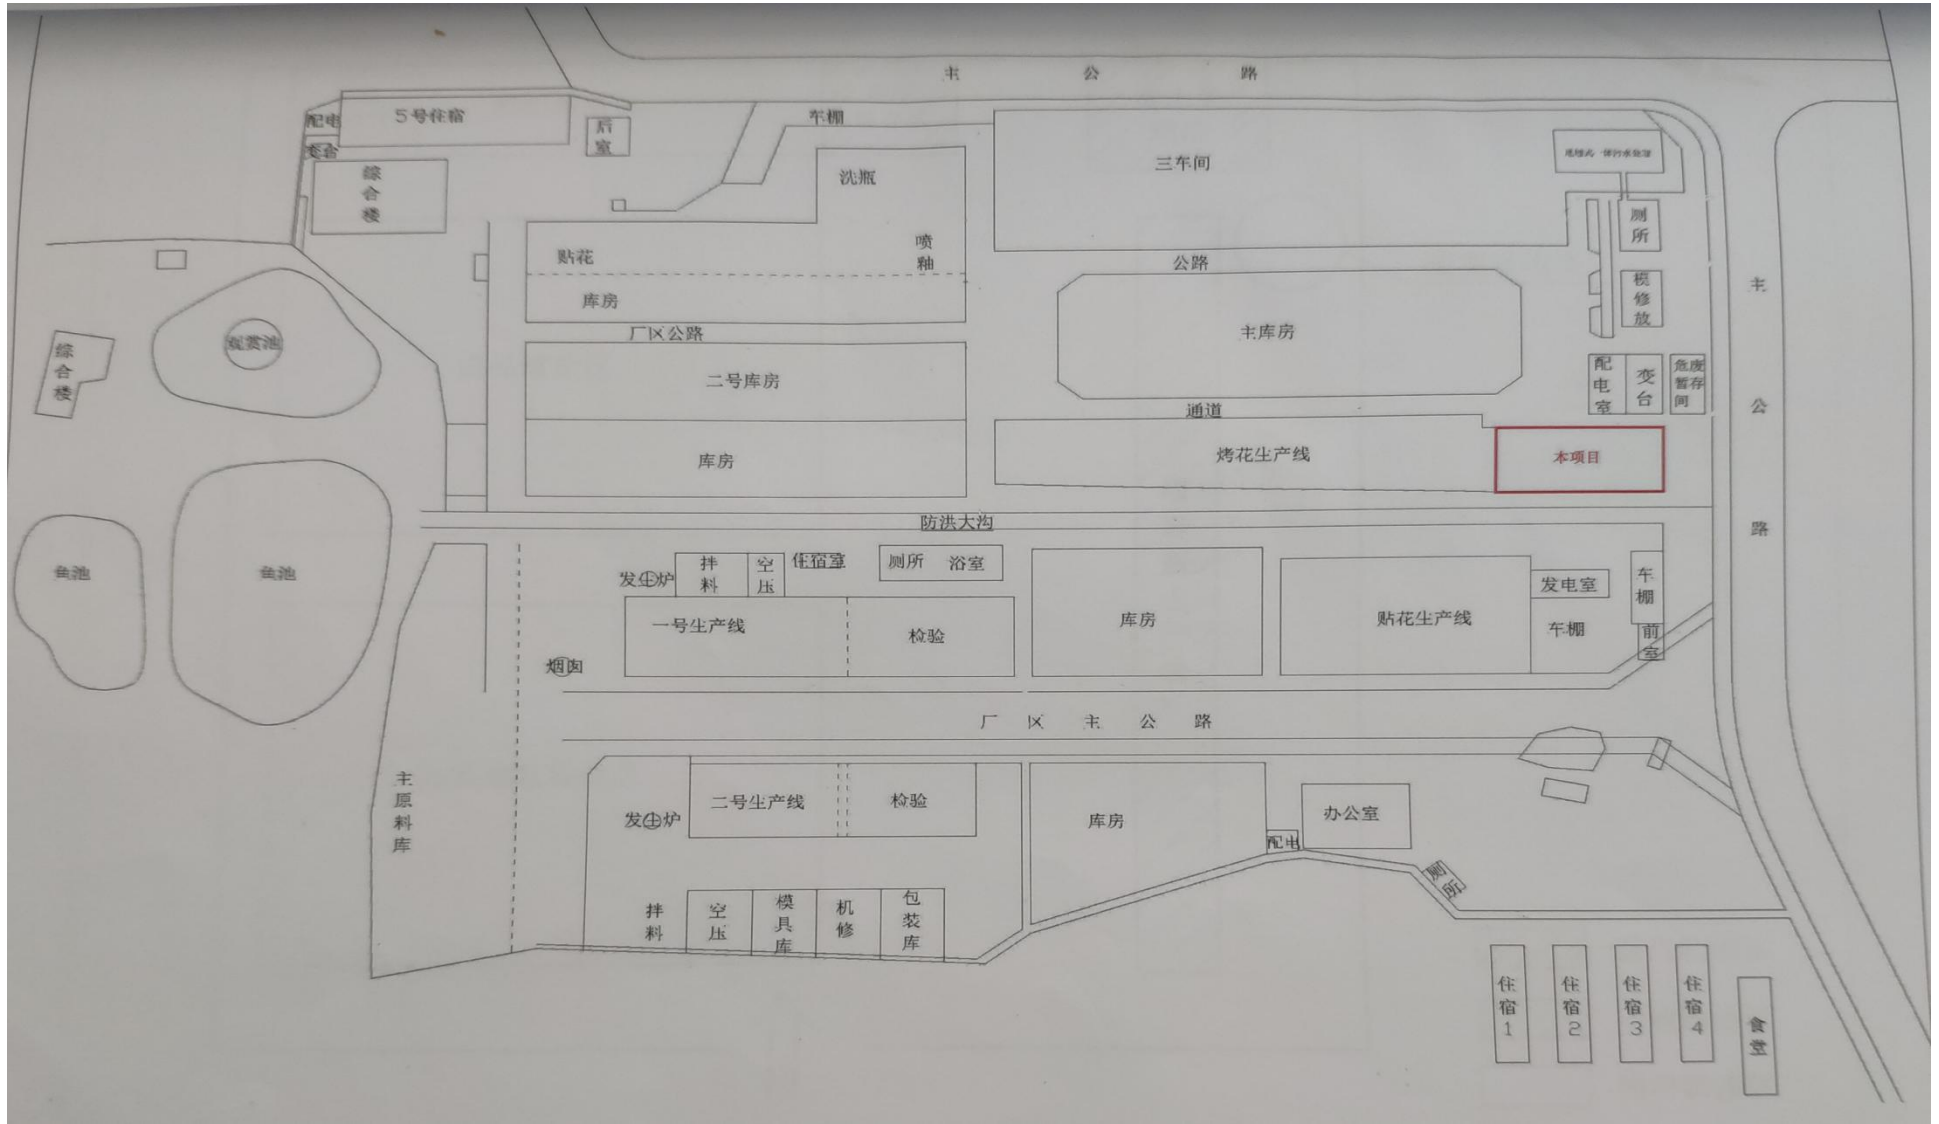 主公路
配电
5号住宿
后室
车棚
变台
综合楼
洗瓶
三车间
厕所
贴花
喷釉
库房
公路
模修放
主公路
厂区公路
主库房
观赏池
综合楼
二号库房
配电室
变台
危废暂存间
通道
库房
烤花生产线
本项目
防洪大沟
鱼池
鱼池
发生炉
拌料
空压
住宿室
厕所
浴室
库房
贴花生产线
发电室
车棚
车棚
前室
一号生产线
检验
烟囱
厂区主公路
主原料库
发生炉
二号生产线
检验
库房
办公室
配电
厕所
拌料
空压
模具库
机修
包装库
住宿1
住宿2
住宿3
住宿4
食堂